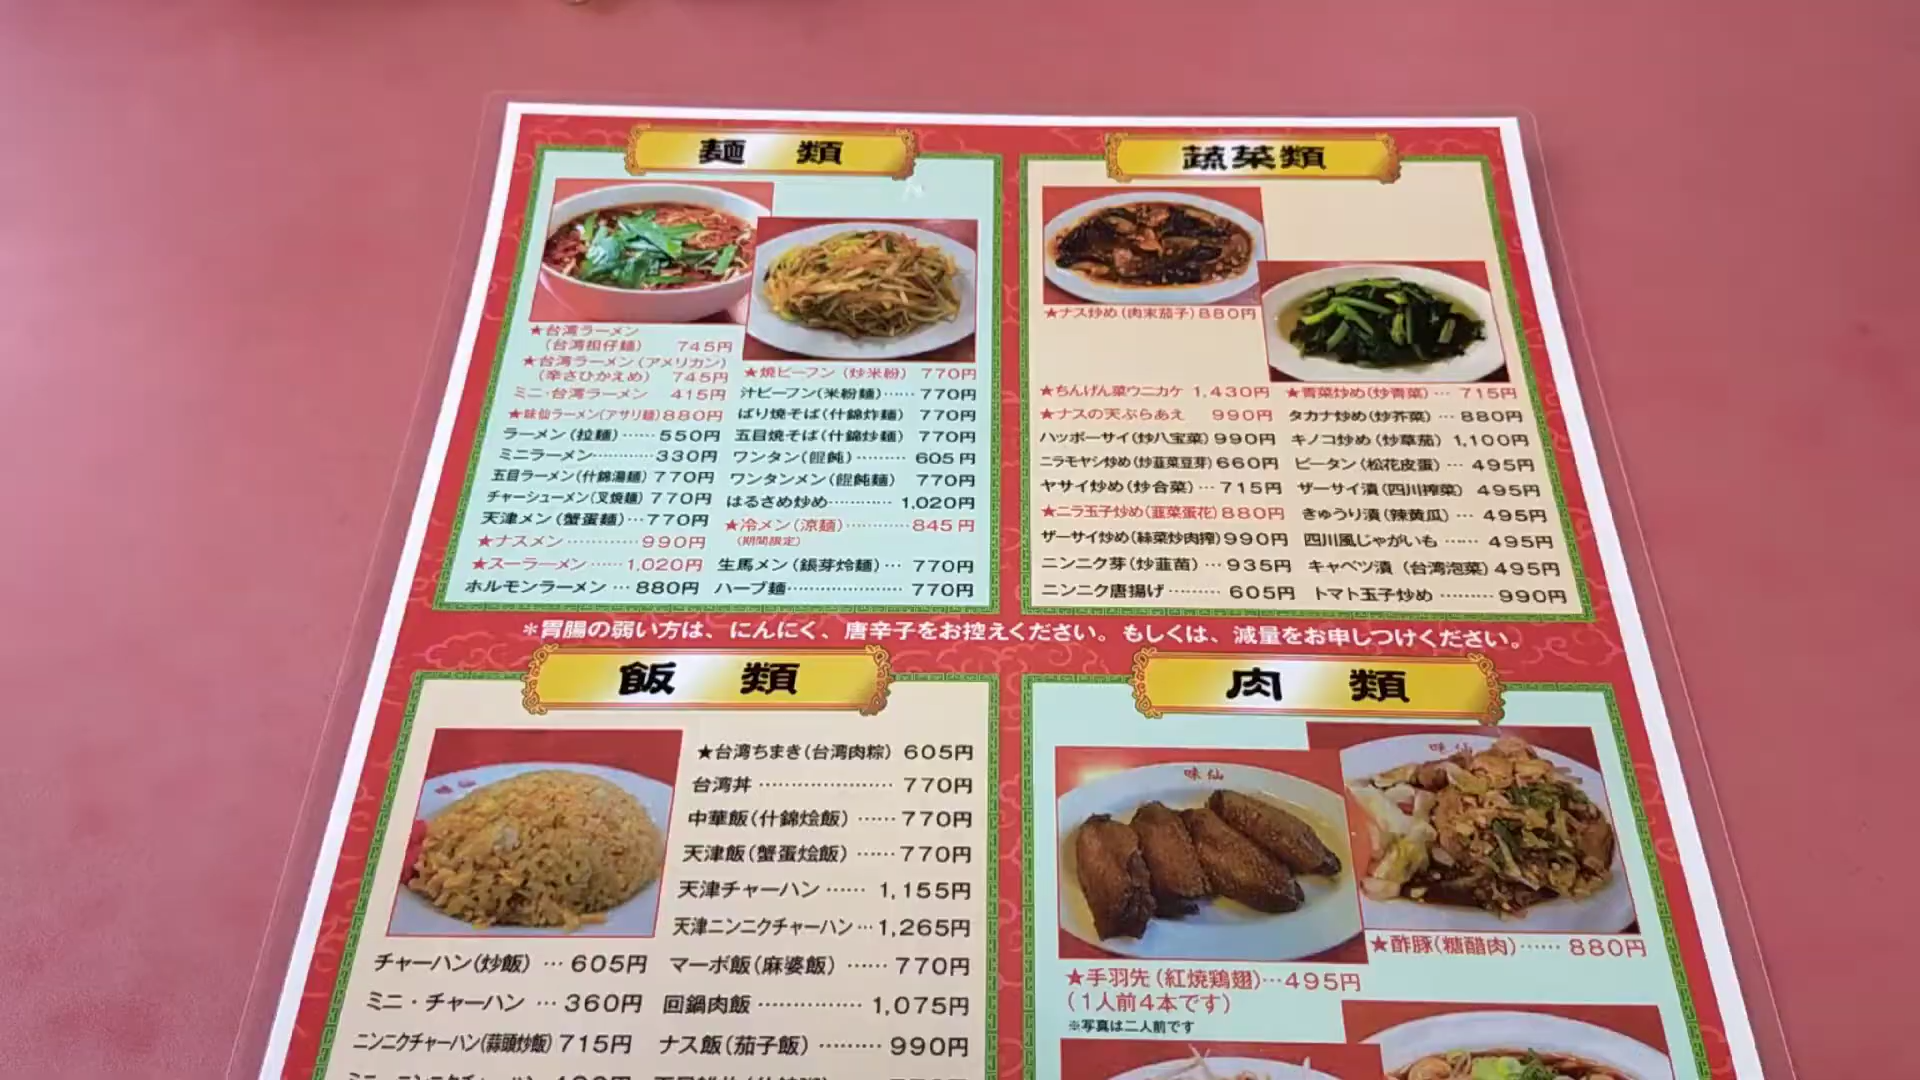 麺 類
★台湾ラーメン
(台湾担仔麺) 745円
★台湾ラーメン(アメリカン)
(辛さひかえめ) 745円
ミニ・台湾ラーメン 415円
★味仙ラーメン(アサリ麺)880円
ラーメン(拉麺)……550円
ミニラーメン…………330円
五目ラーメン(什錦湯麺)770円
チャーシューメン(叉焼麺)770円
天津メン(蟹蛋麺)…770円
★ナスメン…………990円
★スーラーメン……1,020円
ホルモンラーメン…880円
★焼ビーフン(炒米粉) 770円
汁ビーフン(米粉麺)……770円
ばり焼そば(什錦炸麺) 770円
五目焼そば(什錦炒麺) 770円
ワンタン(餛飩)………605円
ワンタンメン(餛飩麺) 770円
はるさめ炒め…………1,020円
★冷メン(涼麺)…………845円
(期間限定)
生馬メン(鋹芽炩麺)…770円
ハーブ麺…………………770円
蔬菜類
★ナス炒め(肉末茄子)880円
★ちんげん菜ウニカケ 1,430円
★ナスの天ぷらあえ 990円
ハッポーサイ(炒八宝菜)990円
ニラモヤシ炒め(炒韮菜豆芽)660円
ヤサイ炒め(炒合菜)…715円
★ニラ玉子炒め(韮菜蛋花)880円
ザーサイ炒め(絲菜炒肉搾)990円
ニンニク芽(炒韮苗)…935円
ニンニク唐揚げ………605円
★青菜炒め(炒青菜)…715円
タカナ炒め(炒芥菜)…880円
キノコ炒め(炒草茄)1,100円
ピータン(松花皮蛋)…495円
ザーサイ漬(四川搾菜) 495円
きゅうり漬(辣黄瓜)…495円
四川風じゃがいも……495円
キャベツ漬(台湾泡菜)495円
トマト玉子炒め………990円
＊胃腸の弱い方は、にんにく、唐辛子をお控えください。もしくは、減量をお申しつけください。
飯 類
★台湾ちまき(台湾肉粽) 605円
台湾丼…………………770円
中華飯(什錦烩飯)……770円
天津飯(蟹蛋烩飯)……770円
天津チャーハン……1,155円
天津ニンニクチャーハン…1,265円
チャーハン(炒飯)…605円
ミニ・チャーハン…360円
ニンニクチャーハン(蒜頭炒飯)715円
マーボ飯(麻婆飯)……770円
回鍋肉飯……………1,075円
ナス飯(茄子飯)………990円
肉 類
味仙
味仙
★手羽先(紅焼鶏翅)…495円
(1人前4本です)
※写真は二人前です
★酢豚(糖醋肉)……880円